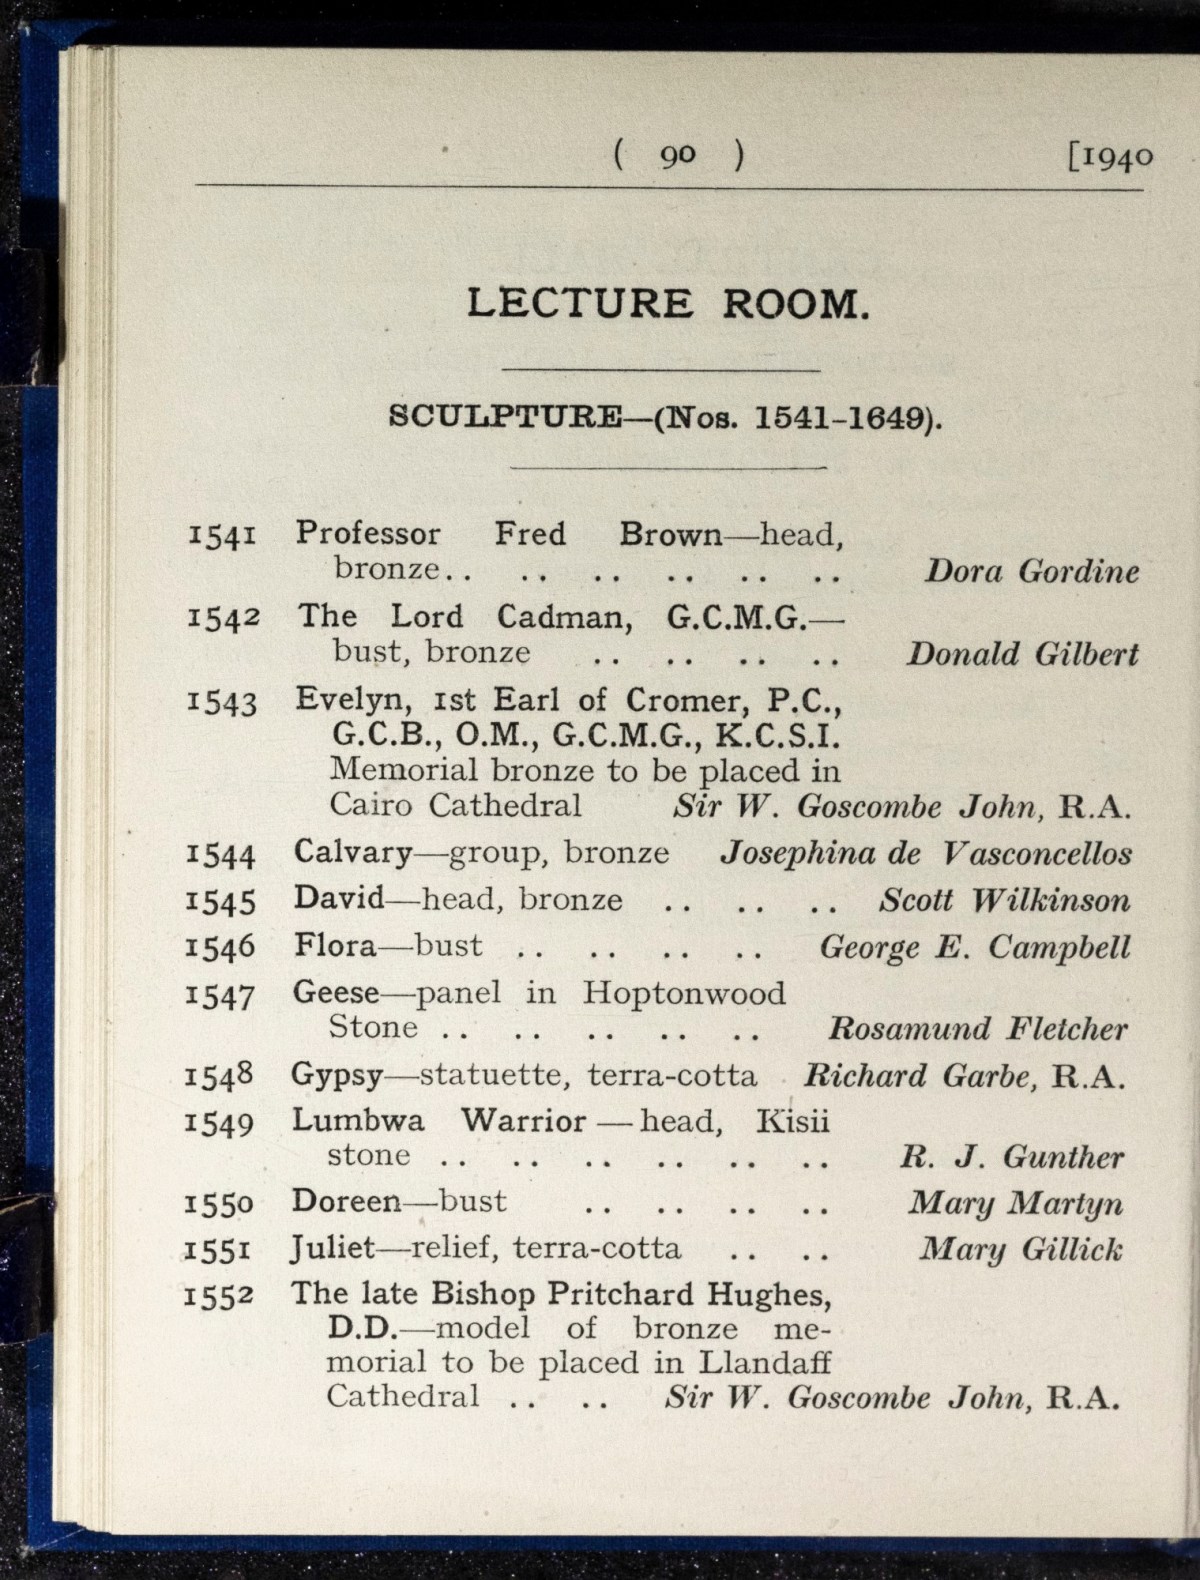 ( 90 ) [1940
LECTURE ROOM.
SCULPTURE—(Nos. 1541-1649).
1541 Professor Fred Brown—head,
bronze.. .. .. .. .. .. Dora Gordine
1542 The Lord Cadman, G.C.M.G.—
bust, bronze .. .. .. .. Donald Gilbert
1543 Evelyn, 1st Earl of Cromer, P.C.,
G.C.B., O.M., G.C.M.G., K.C.S.I.
Memorial bronze to be placed in
Cairo Cathedral Sir W. Goscombe John, R.A.
1544 Calvary—group, bronze Josephina de Vasconcellos
1545 David—head, bronze .. .. .. Scott Wilkinson
1546 Flora—bust .. .. .. .. George E. Campbell
1547 Geese—panel in Hoptonwood
Stone .. .. .. .. .. Rosamund Fletcher
1548 Gypsy—statuette, terra-cotta Richard Garbe, R.A.
1549 Lumbwa Warrior — head, Kisii
stone .. .. .. .. .. .. R. J. Gunther
1550 Doreen—bust .. .. .. .. Mary Martyn
1551 Juliet—relief, terra-cotta .. .. Mary Gillick
1552 The late Bishop Pritchard Hughes,
D.D.—model of bronze me-
morial to be placed in Llandaff
Cathedral .. .. Sir W. Goscombe John, R.A.